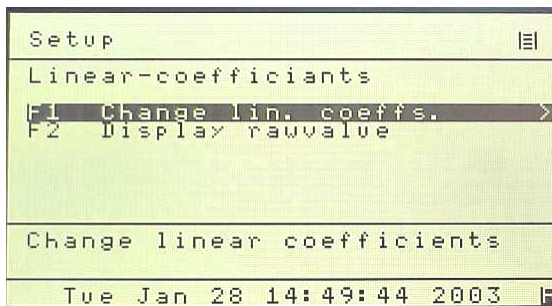 Setup
Linear-coefficiants
F1 Change lin. coeffs. >
F2 Display rawvalue
Change linear coefficients
Tue Jan 28 14:49:44 2003